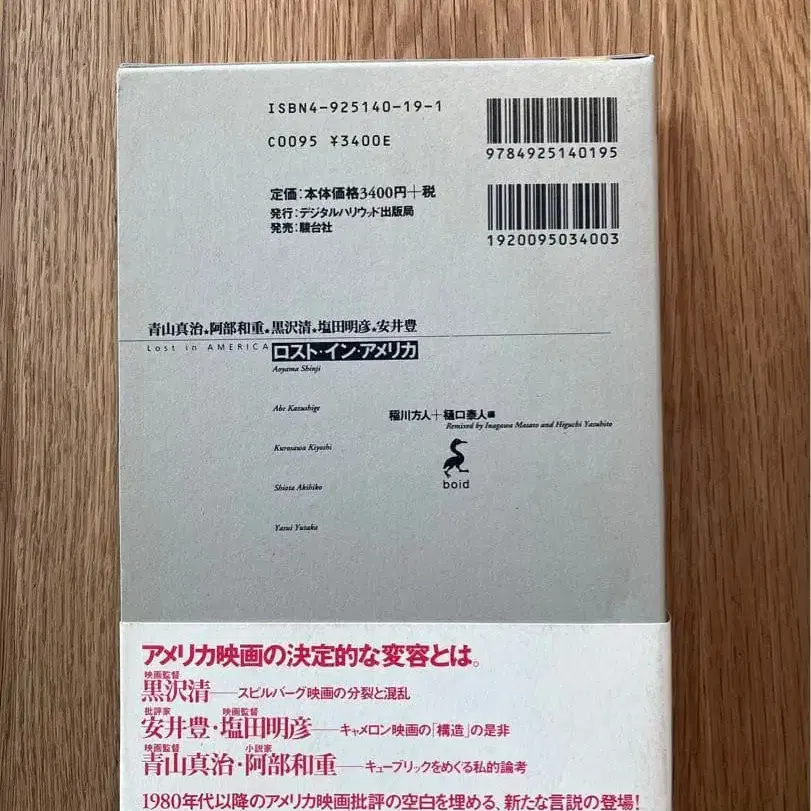 ISBN4-925140-19-1
C0095 ¥3400E
9784925140195
定価:本体価格3400円+税
発行:デジタルハリウッド出版局
発売:駿台社
1920095034003
青山真治★阿部和重★黒沢清★塩田明彦★安井豊
Lost in AMERICA ロスト・イン・アメリカ
Aoyama Shinji
Abe Kazushige
Kurosawa Kiyoshi
Shiota Akihiko
Yasui Yutaka
稲川方人+樋口泰人編
Remixed by Inagawa Masato and Higuchi Yasuhito
boid
アメリカ映画の決定的な変容とは。
映画監督
黒沢清——スピルバーグ映画の分裂と混乱
批評家 映画監督
安井豊・塩田明彦——キャメロン映画の「構造」の是非
映画監督 小説家
青山真治・阿部和重——キューブリックをめぐる私的論考
1980年代以降のアメリカ映画批評の空白を埋める、新たな言説の登場!